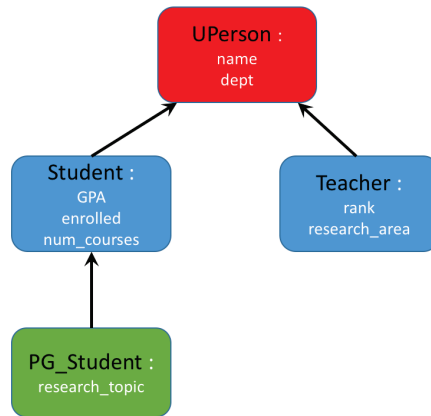 UPerson :
name
dept
Student :
GPA
enrolled
num_courses
Teacher :
rank
research_area
PG_Student :
research_topic